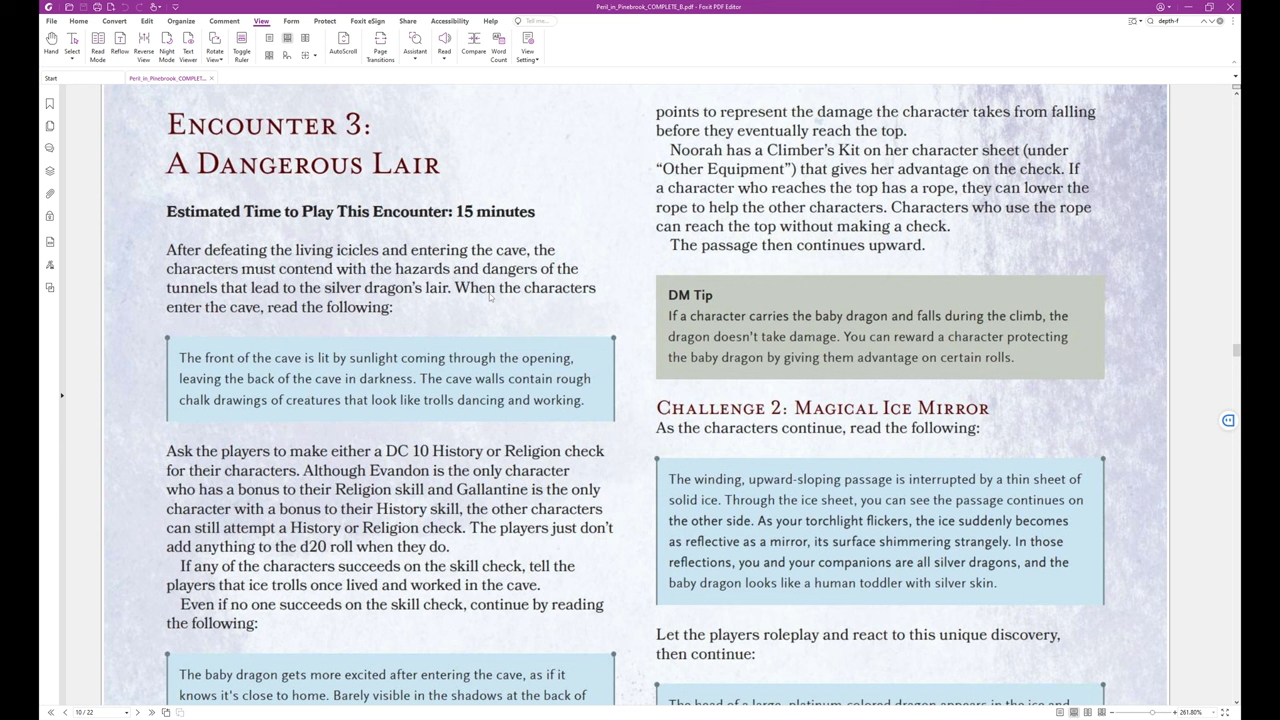 Peril_in_Pinebrook_COMPLETE_B.pdf - Foxit PDF Editor
File Home Convert Edit Organize Comment View Form Protect Foxit eSign Share Accessibility Help Tell me... depth-f
Hand Select Read Mode Reflow Reverse View Night Mode Text Viewer Rotate View Toggle Ruler AutoScroll Page Transitions Assistant Read Compare Word Count View Setting
Start Peril_in_Pinebrook_COMPLET...
ENCOUNTER 3:
A DANGEROUS LAIR
Estimated Time to Play This Encounter: 15 minutes
After defeating the living icicles and entering the cave, the
characters must contend with the hazards and dangers of the
tunnels that lead to the silver dragon's lair. When the characters
enter the cave, read the following:
The front of the cave is lit by sunlight coming through the opening,
leaving the back of the cave in darkness. The cave walls contain rough
chalk drawings of creatures that look like trolls dancing and working.
Ask the players to make either a DC 10 History or Religion check
for their characters. Although Evandon is the only character
who has a bonus to their Religion skill and Gallantine is the only
character with a bonus to their History skill, the other characters
can still attempt a History or Religion check. The players just don't
add anything to the d20 roll when they do.
If any of the characters succeeds on the skill check, tell the
players that ice trolls once lived and worked in the cave.
Even if no one succeeds on the skill check, continue by reading
the following:
The baby dragon gets more excited after entering the cave, as if it
knows it's close to home. Barely visible in the shadows at the back of
points to represent the damage the character takes from falling
before they eventually reach the top.
Noorah has a Climber's Kit on her character sheet (under
"Other Equipment") that gives her advantage on the check. If
a character who reaches the top has a rope, they can lower the
rope to help the other characters. Characters who use the rope
can reach the top without making a check.
The passage then continues upward.
DM Tip
If a character carries the baby dragon and falls during the climb, the
dragon doesn't take damage. You can reward a character protecting
the baby dragon by giving them advantage on certain rolls.
CHALLENGE 2: MAGICAL ICE MIRROR
As the characters continue, read the following:
The winding, upward-sloping passage is interrupted by a thin sheet of
solid ice. Through the ice sheet, you can see the passage continues on
the other side. As your torchlight flickers, the ice suddenly becomes
as reflective as a mirror, its surface shimmering strangely. In those
reflections, you and your companions are all silver dragons, and the
baby dragon looks like a human toddler with silver skin.
Let the players roleplay and react to this unique discovery,
then continue:
The head of a large, platinum-colored dragon appears in the ice and
10 / 22 261.80%